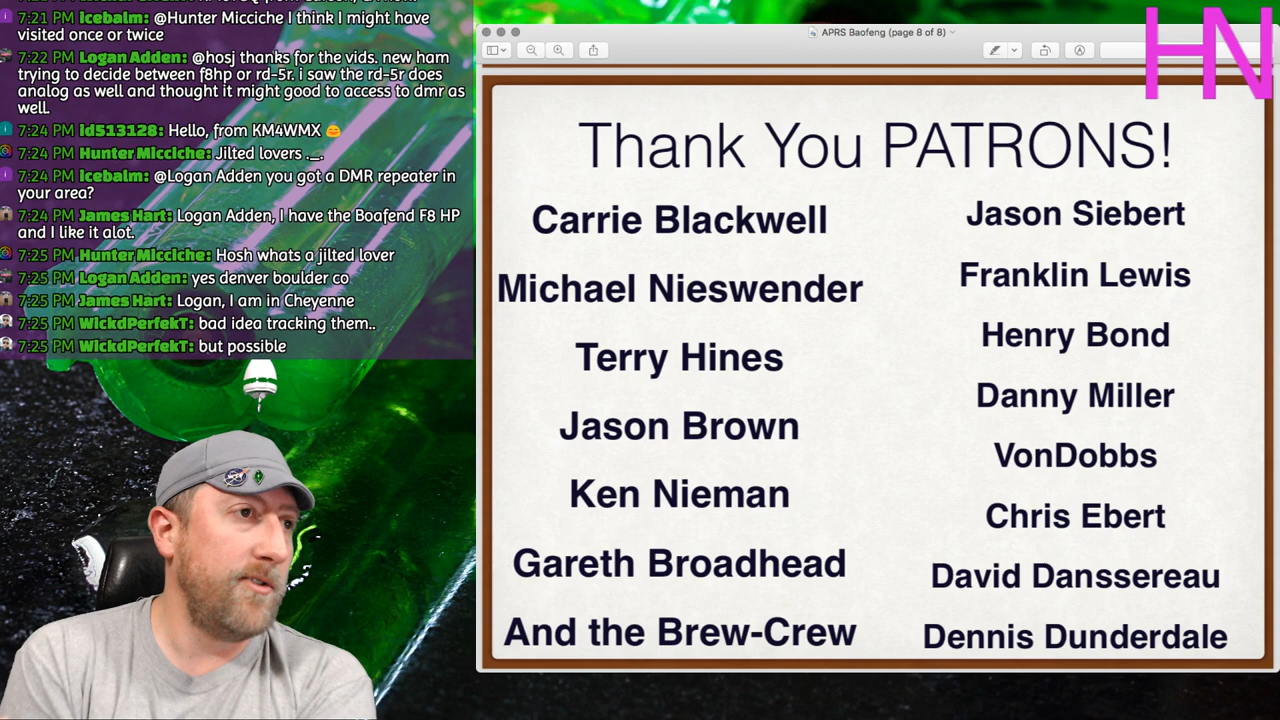 7:21 PM Icebalm: @Hunter Micciche I think I might have
visited once or twice
7:22 PM Logan Adden: @hosj thanks for the vids. new ham
trying to decide between f8hp or rd-5r. i saw the rd-5r does
analog as well and thought it might good to access to dmr as
well.
7:24 PM id513128: Hello, from KM4WMX 😊
7:24 PM Hunter Micciche: Jilted lovers ._.
7:24 PM Icebalm: @Logan Adden you got a DMR repeater in
your area?
7:24 PM James Hart: Logan Adden, I have the Boafend F8 HP
and I like it alot.
7:25 PM Hunter Micciche: Hosh whats a jilted lover
7:25 PM Logan Adden: yes denver boulder co
7:25 PM James Hart: Logan, I am in Cheyenne
7:25 PM WickdPerfekT: bad idea tracking them..
7:25 PM WickdPerfekT: but possible
APRS Baofeng (page 8 of 8)
HN
Thank You PATRONS!
Carrie Blackwell
Michael Nieswender
Terry Hines
Jason Brown
Ken Nieman
Gareth Broadhead
And the Brew-Crew
Jason Siebert
Franklin Lewis
Henry Bond
Danny Miller
VonDobbs
Chris Ebert
David Danssereau
Dennis Dunderdale